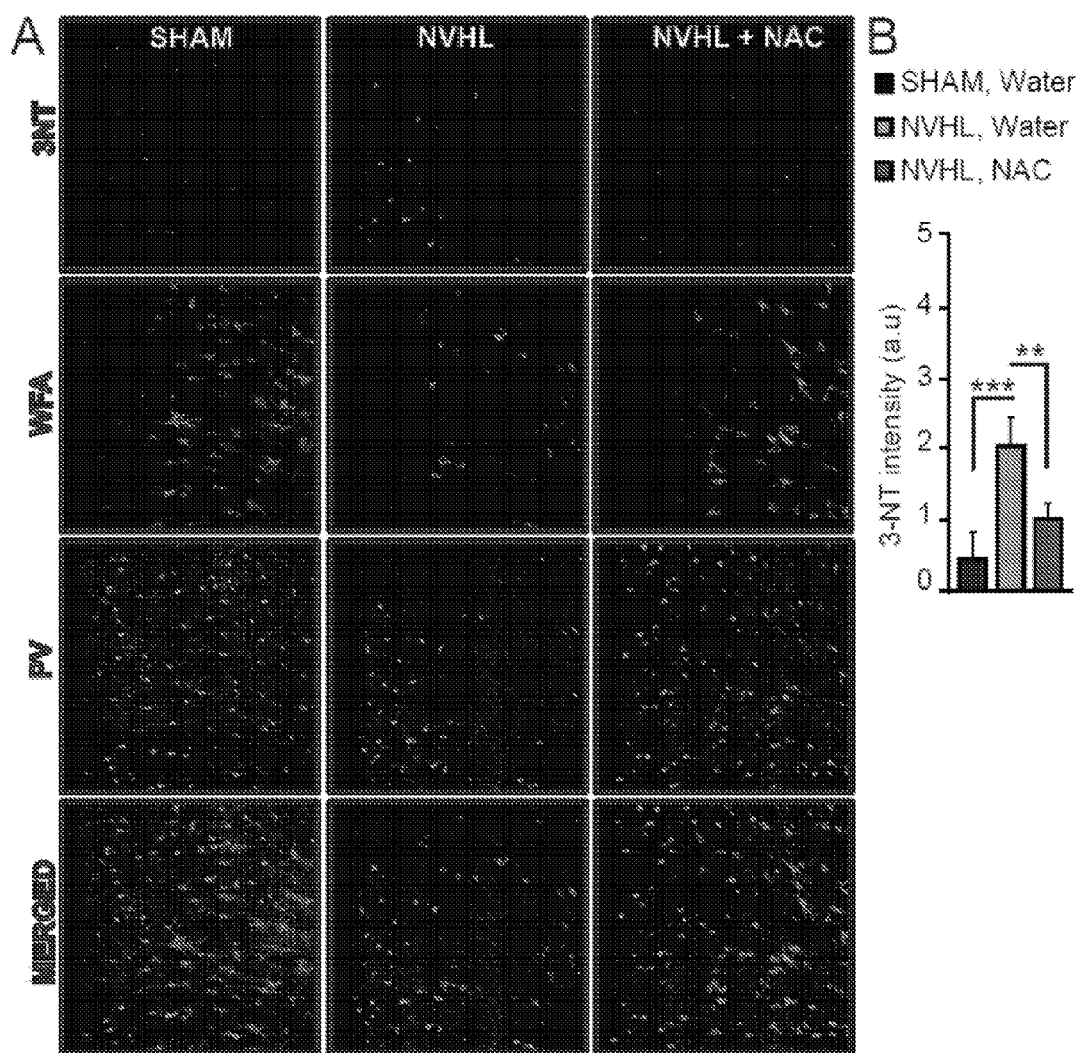 A
SHAM
NVHL
NVHL + NAC
3NT
WFA
PV
MERGED
B
SHAM, Water
NVHL, Water
NVHL, NAC
3-NT intensity (a.u)
5
4
3
2
1
0
***
**